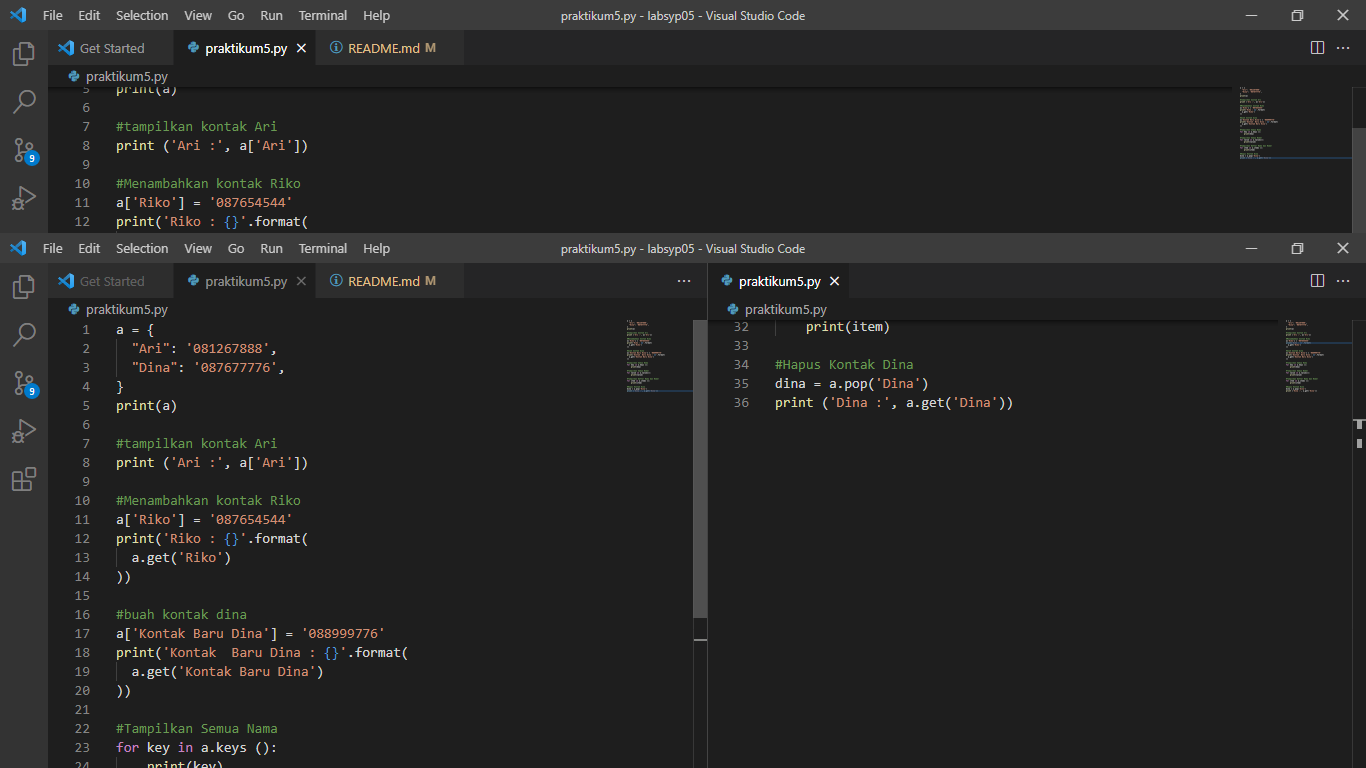 File Edit Selection View Go Run Terminal Help praktikum5.py - labsyp05 - Visual Studio Code
Get Started praktikum5.py README.md M
praktikum5.py
5 print(a)
6
7 #tampilkan kontak Ari
8 print ('Ari :', a['Ari'])
9
10 #Menambahkan kontak Riko
11 a['Riko'] = '087654544'
12 print('Riko : {}'.format(
9
File Edit Selection View Go Run Terminal Help praktikum5.py - labsyp05 - Visual Studio Code
Get Started praktikum5.py README.md M
praktikum5.py
1 a = {
2 "Ari": '081267888',
3 "Dina": '087677776',
4 }
5 print(a)
6
7 #tampilkan kontak Ari
8 print ('Ari :', a['Ari'])
9
10 #Menambahkan kontak Riko
11 a['Riko'] = '087654544'
12 print('Riko : {}'.format(
13 a.get('Riko')
14 ))
15
16 #buah kontak dina
17 a['Kontak Baru Dina'] = '088999776'
18 print('Kontak  Baru Dina : {}'.format(
19 a.get('Kontak Baru Dina')
20 ))
21
22 #Tampilkan Semua Nama
23 for key in a.keys ():
24 print(key)
9
praktikum5.py
praktikum5.py
32 print(item)
33
34 #Hapus Kontak Dina
35 dina = a.pop('Dina')
36 print ('Dina :', a.get('Dina'))